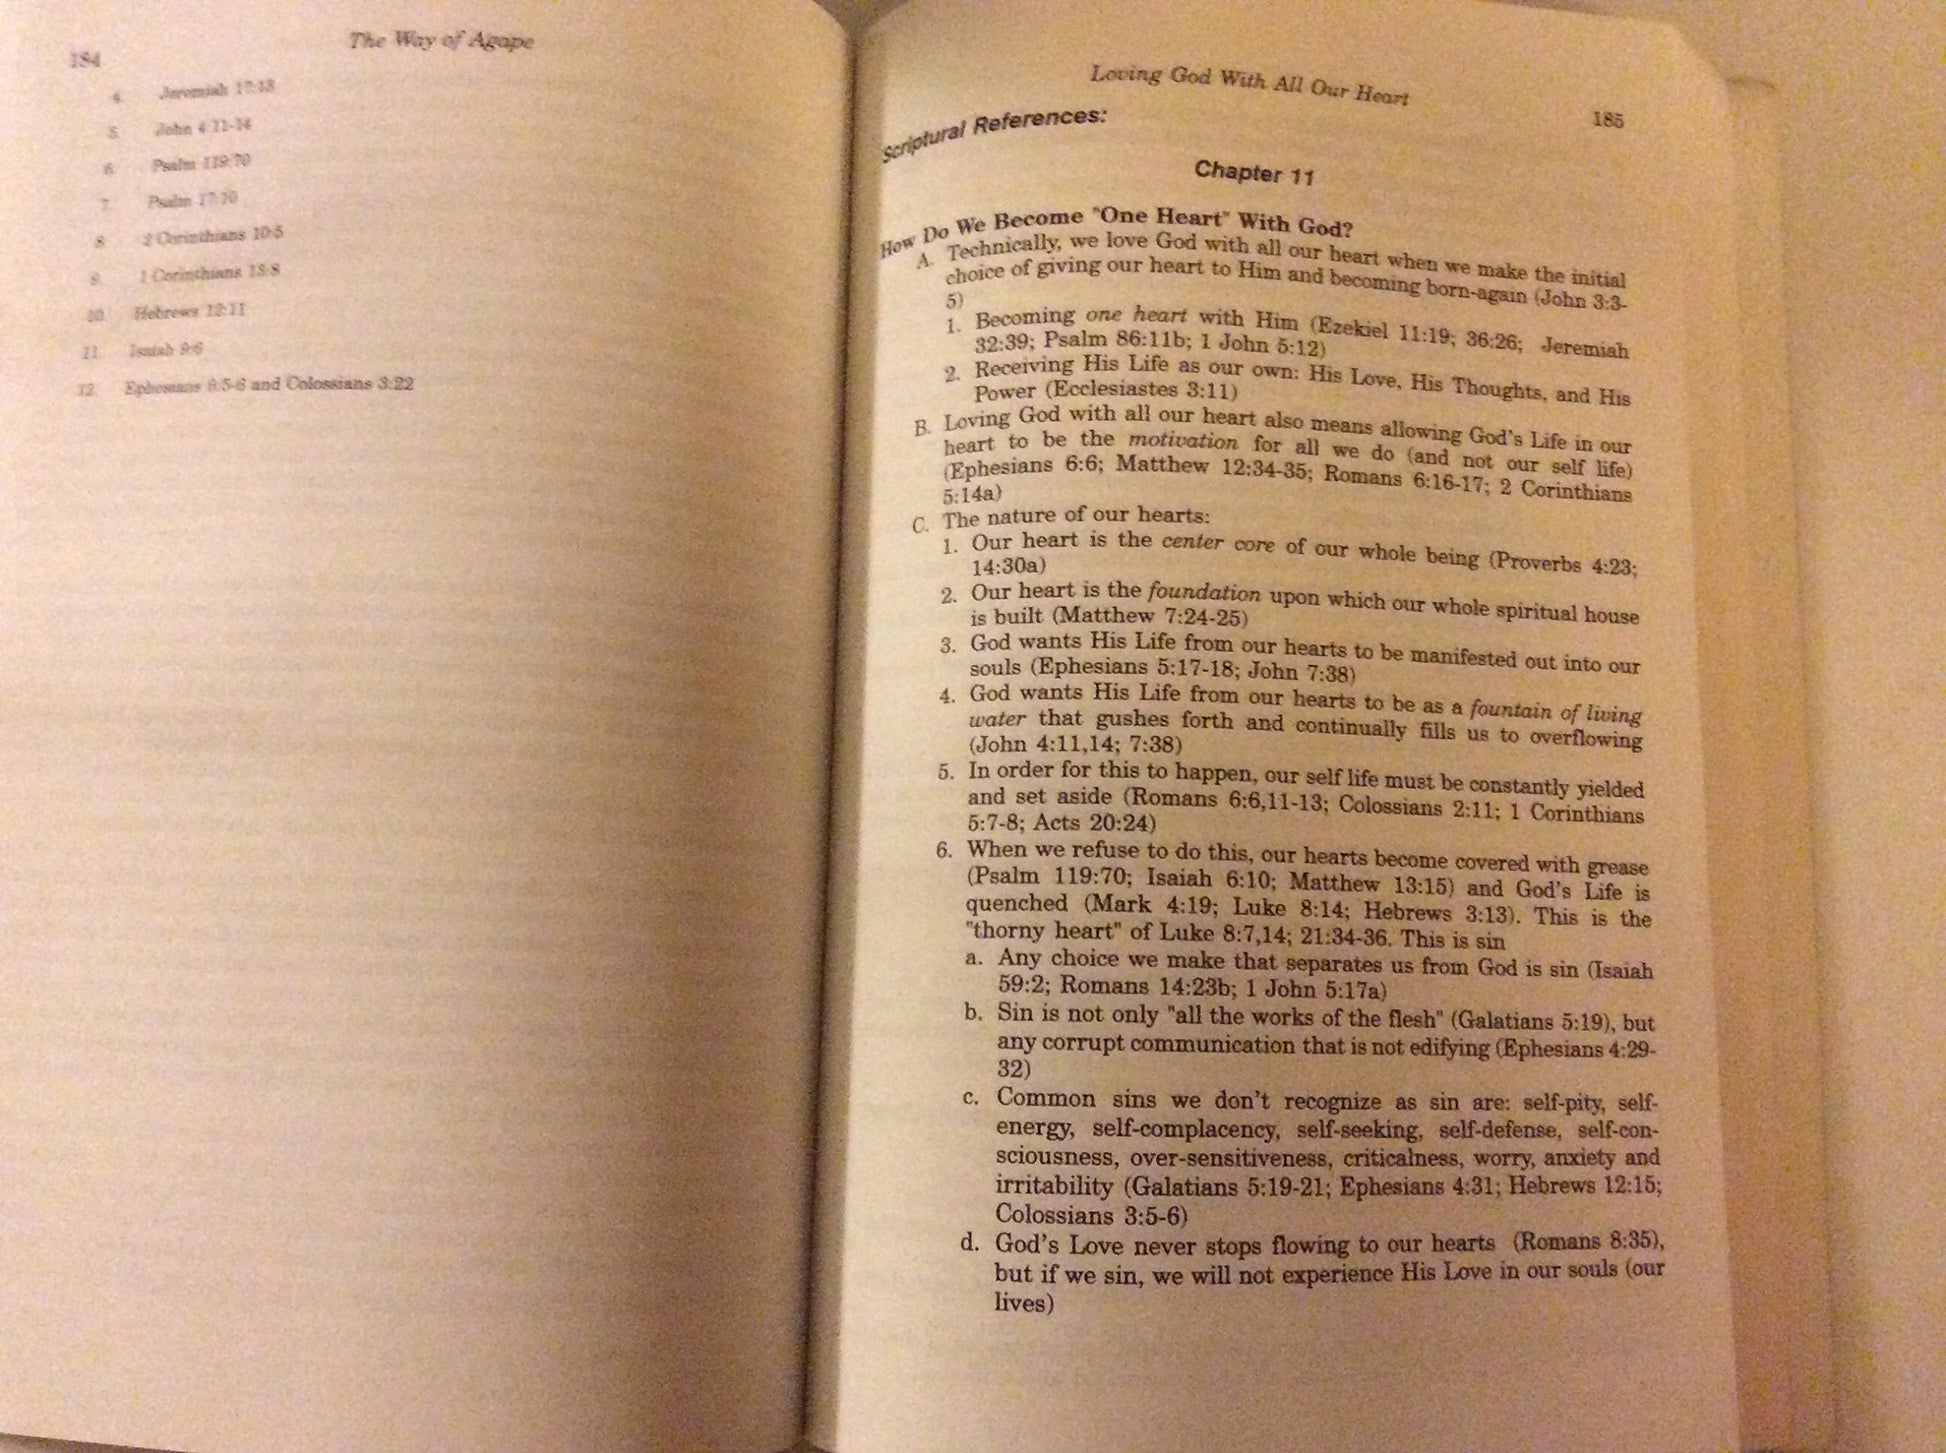 184
The Way of Agape
4. Jeremiah 17:13
5. John 4:11-14
6. Psalm 119:70
7. Psalm 17:10
8. 2 Corinthians 10:5
9. 1 Corinthians 13:8
10. Hebrews 12:11
11. Isaiah 9:6
12. Ephesians 6:5-6 and Colossians 3:22
Loving God With All Our Heart
185
Scriptural References:
Chapter 11
How Do We Become "One Heart" With God?
A. Technically, we love God with all our heart when we make the initial
choice of giving our heart to Him and becoming born-again (John 3:3-
5)
1. Becoming one heart with Him (Ezekiel 11:19; 36:26; Jeremiah
32:39; Psalm 86:11b; 1 John 5:12)
2. Receiving His Life as our own: His Love, His Thoughts, and His
Power (Ecclesiastes 3:11)
B. Loving God with all our heart also means allowing God's Life in our
heart to be the motivation for all we do (and not our self life)
(Ephesians 6:6; Matthew 12:34-35; Romans 6:16-17; 2 Corinthians
5:14a)
C. The nature of our hearts:
1. Our heart is the center core of our whole being (Proverbs 4:23;
14:30a)
2. Our heart is the foundation upon which our whole spiritual house
is built (Matthew 7:24-25)
3. God wants His Life from our hearts to be manifested out into our
souls (Ephesians 5:17-18; John 7:38)
4. God wants His Life from our hearts to be as a fountain of living
water that gushes forth and continually fills us to overflowing
(John 4:11,14; 7:38)
5. In order for this to happen, our self life must be constantly yielded
and set aside (Romans 6:6,11-13; Colossians 2:11; 1 Corinthians
5:7-8; Acts 20:24)
6. When we refuse to do this, our hearts become covered with grease
(Psalm 119:70; Isaiah 6:10; Matthew 13:15) and God's Life is
quenched (Mark 4:19; Luke 8:14; Hebrews 3:13). This is the
"thorny heart" of Luke 8:7,14; 21:34-36. This is sin
a. Any choice we make that separates us from God is sin (Isaiah
59:2; Romans 14:23b; 1 John 5:17a)
b. Sin is not only "all the works of the flesh" (Galatians 5:19), but
any corrupt communication that is not edifying (Ephesians 4:29-
32)
c. Common sins we don't recognize as sin are: self-pity, self-
energy, self-complacency, self-seeking, self-defense, self-con-
sciousness, over-sensitiveness, criticalness, worry, anxiety and
irritability (Galatians 5:19-21; Ephesians 4:31; Hebrews 12:15;
Colossians 3:5-6)
d. God's Love never stops flowing to our hearts (Romans 8:35),
but if we sin, we will not experience His Love in our souls (our
lives)